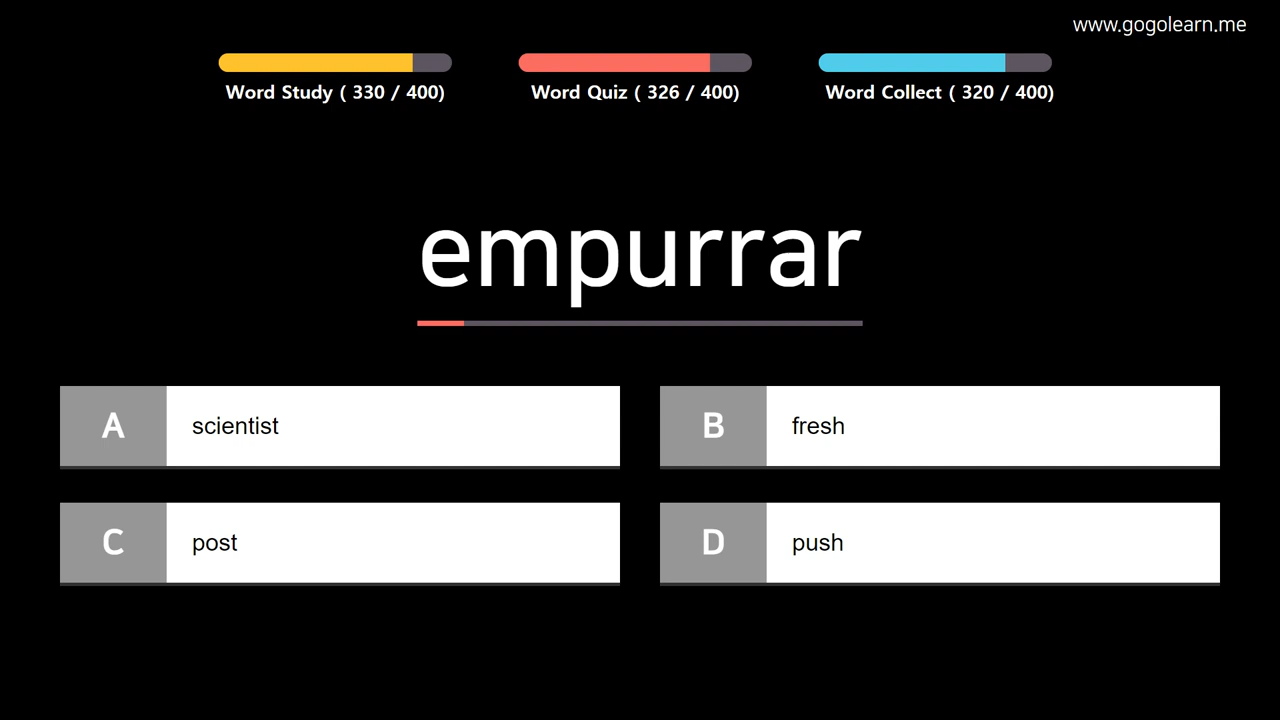 www.gogolearn.me
Word Study ( 330 / 400)
Word Quiz ( 326 / 400)
Word Collect ( 320 / 400)
empurrar
A scientist
B fresh
C post
D push